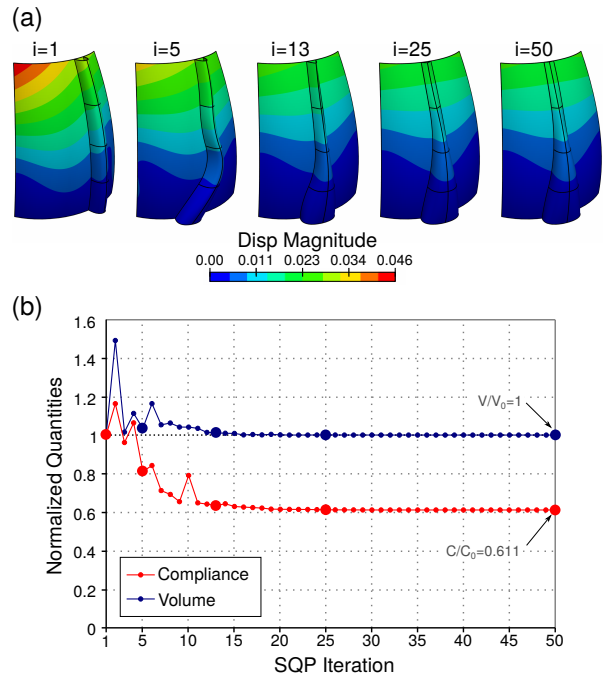 (a)
i=1 i=5 i=13 i=25 i=50
Disp Magnitude
0.00 0.011 0.023 0.034 0.046
(b)
Normalized Quantities
1.6
1.4
1.2
1
0.8
0.6
0.4
0.2
0
V/V₀=1
C/C₀=0.611
Compliance
Volume
1 5 10 15 20 25 30 35 40 45 50
SQP Iteration